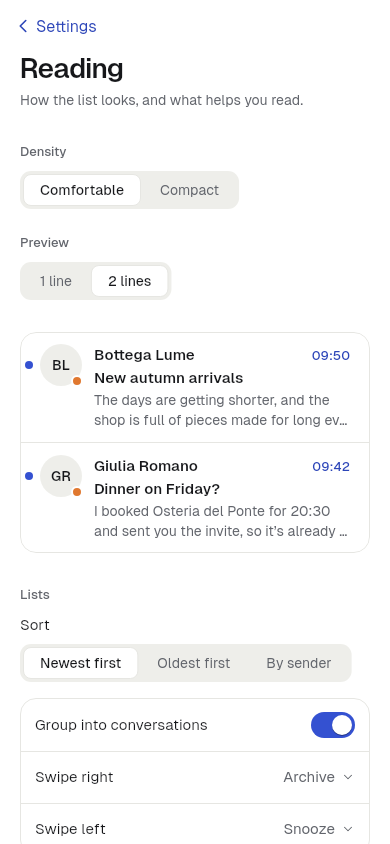 Settings
Reading
How the list looks, and what helps you read.
Density
Comfortable Compact
Preview
1 line 2 lines
BL Bottega Lume 09:50
New autumn arrivals
The days are getting shorter, and the
shop is full of pieces made for long ev…
GR Giulia Romano 09:42
Dinner on Friday?
I booked Osteria del Ponte for 20:30
and sent you the invite, so it’s already …
Lists
Sort
Newest first Oldest first By sender
Group into conversations
Swipe right Archive
Swipe left Snooze